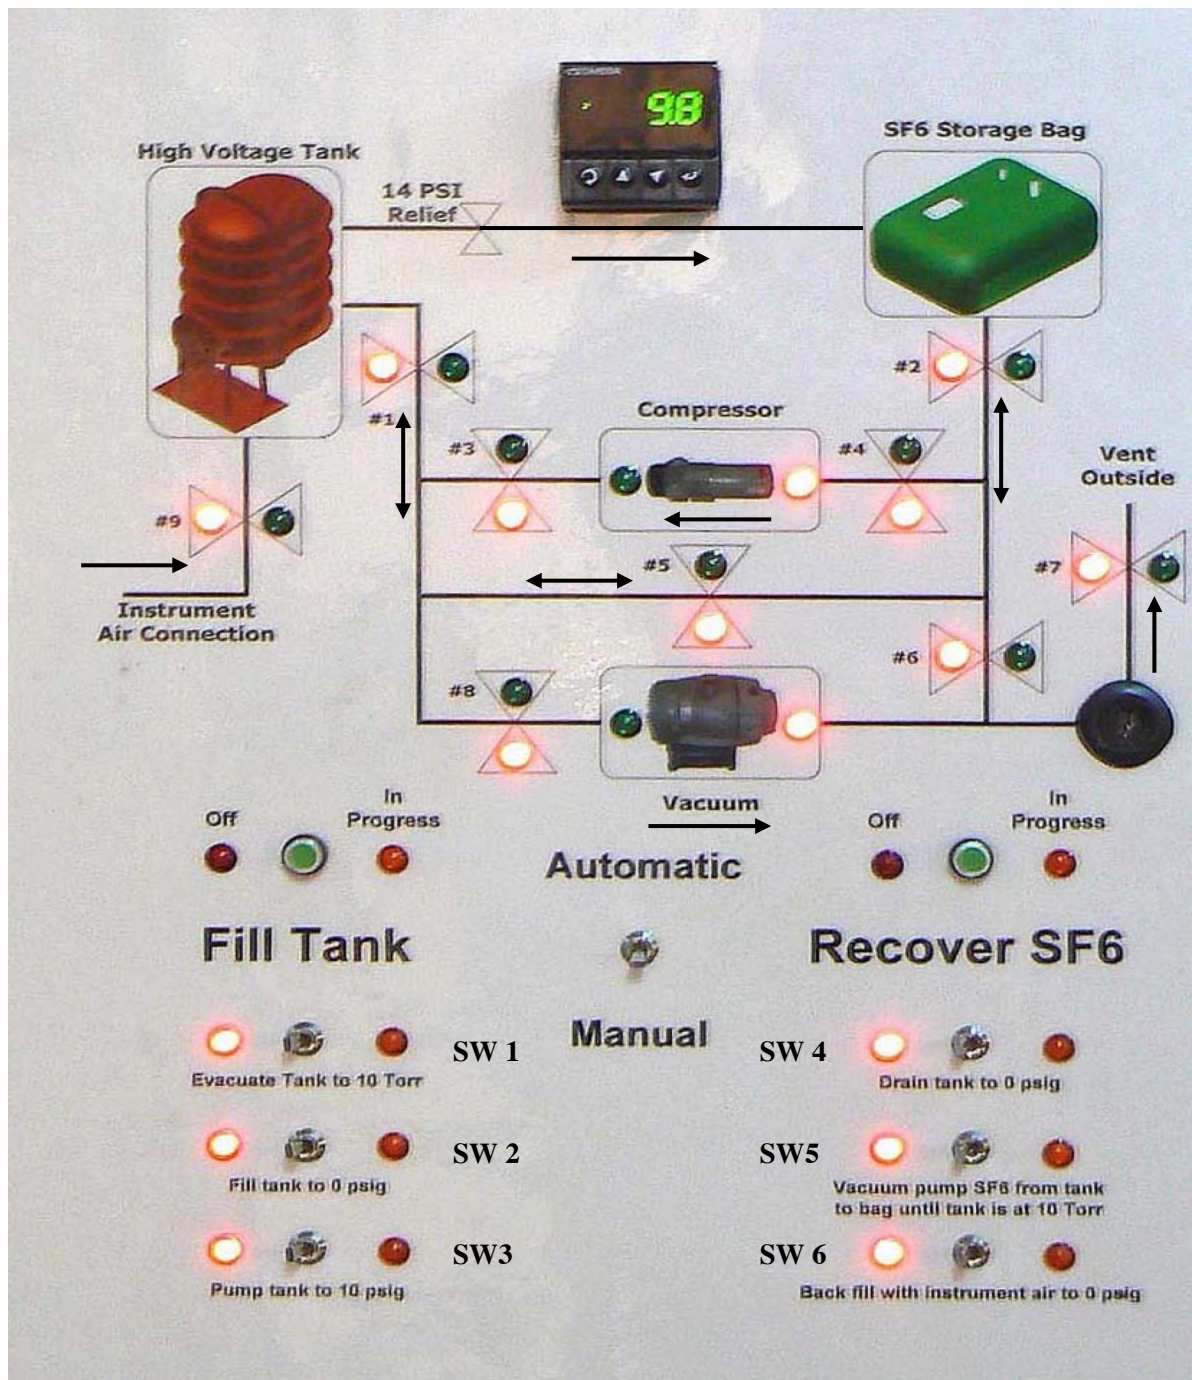 OMEGA
9.8
High Voltage Tank
SF6 Storage Bag
14 PSI
Relief
#2
#1
Compressor
#3
#4
Vent
Outside
#9
#5
#7
Instrument
Air Connection
#6
#8
Vacuum
Off
In
Progress
Off
In
Progress
Automatic
Fill Tank
Recover SF6
Manual
SW 1
SW 4
Evacuate Tank to 10 Torr
Drain tank to 0 psig
SW 2
SW5
Fill tank to 0 psig
Vacuum pump SF6 from tank
to bag until tank is at 10 Torr
SW3
SW 6
Pump tank to 10 psig
Back fill with instrument air to 0 psig